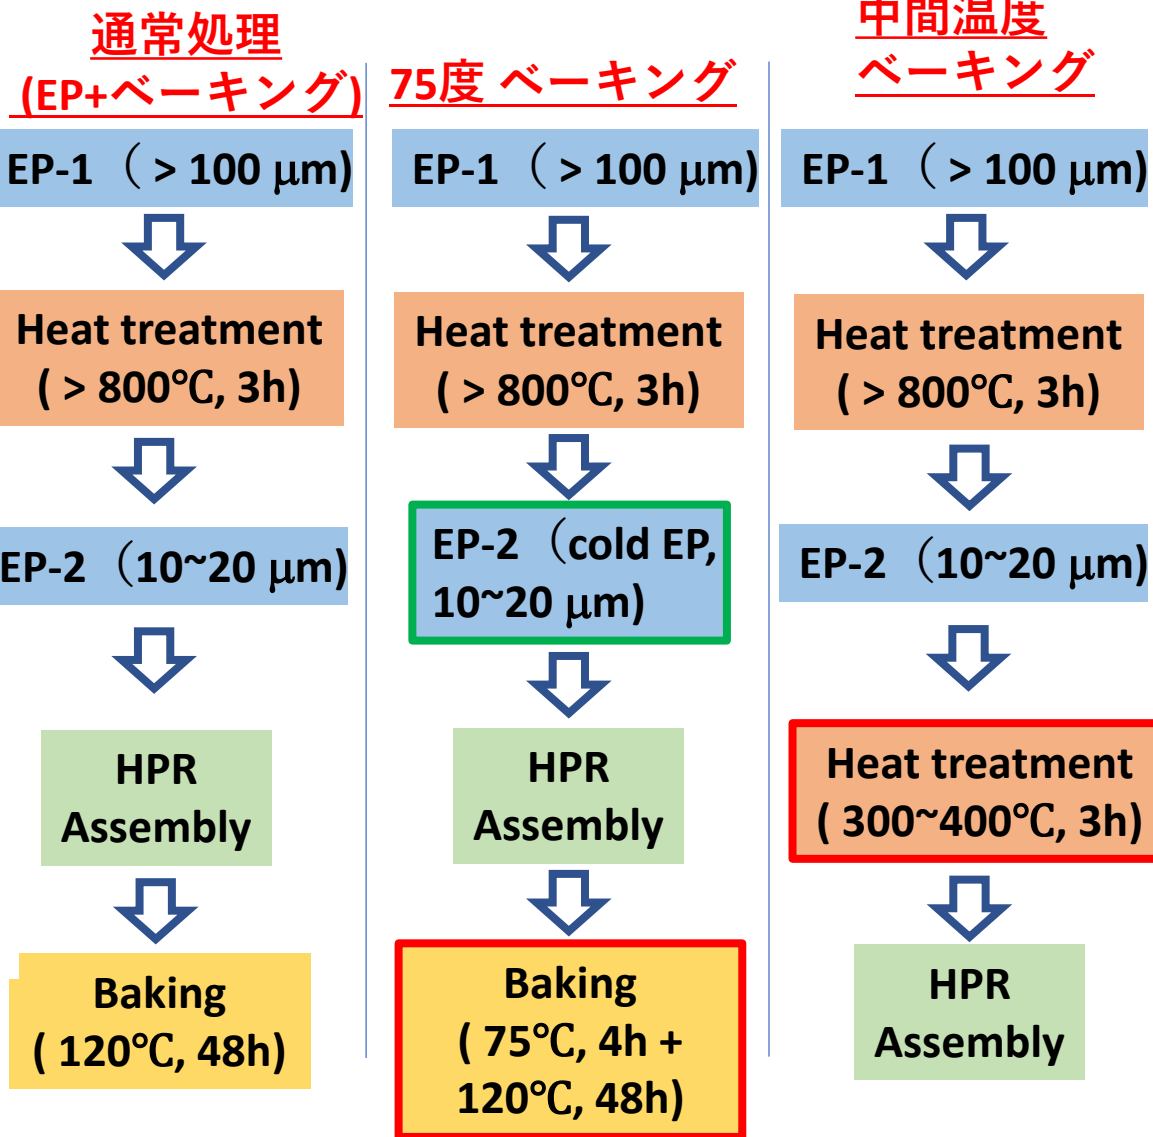 通常処理
(EP+ベーキング)
EP-1（ > 100 μm)
Heat treatment
( > 800℃, 3h)
EP-2（10~20 μm)
HPR
Assembly
Baking
( 120℃, 48h)
75度 ベーキング
EP-1（ > 100 μm)
Heat treatment
( > 800℃, 3h)
EP-2（cold EP,
10~20 μm)
HPR
Assembly
Baking
( 75℃, 4h +
120℃, 48h)
中間温度
ベーキング
EP-1（ > 100 μm)
Heat treatment
( > 800℃, 3h)
EP-2（10~20 μm)
Heat treatment
( 300~400℃, 3h)
HPR
Assembly